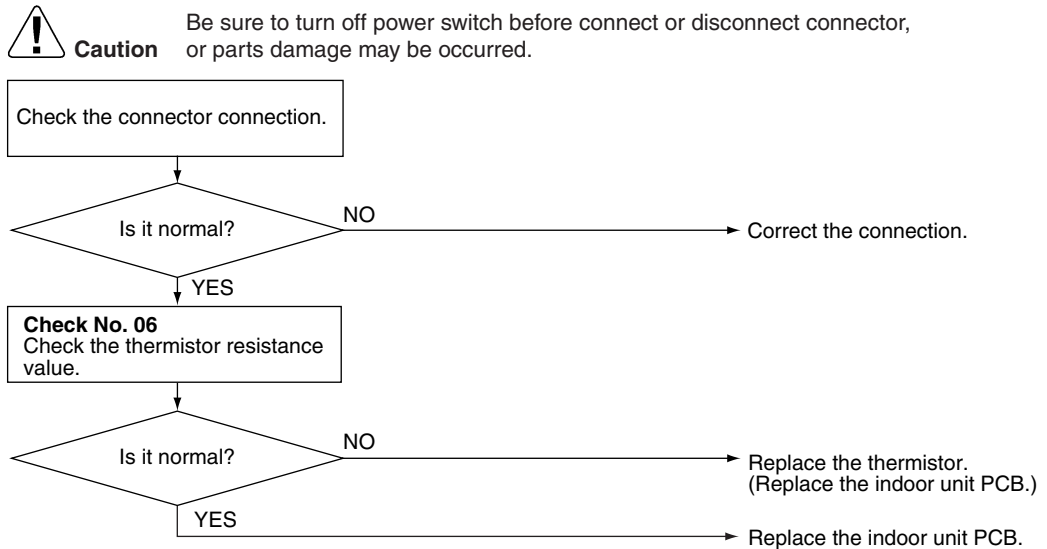 Be sure to turn off power switch before connect or disconnect connector,
Caution or parts damage may be occurred.
Check the connector connection.
Is it normal?
NO
Correct the connection.
YES
Check No. 06
Check the thermistor resistance
value.
Is it normal?
NO
Replace the thermistor.
(Replace the indoor unit PCB.)
YES
Replace the indoor unit PCB.